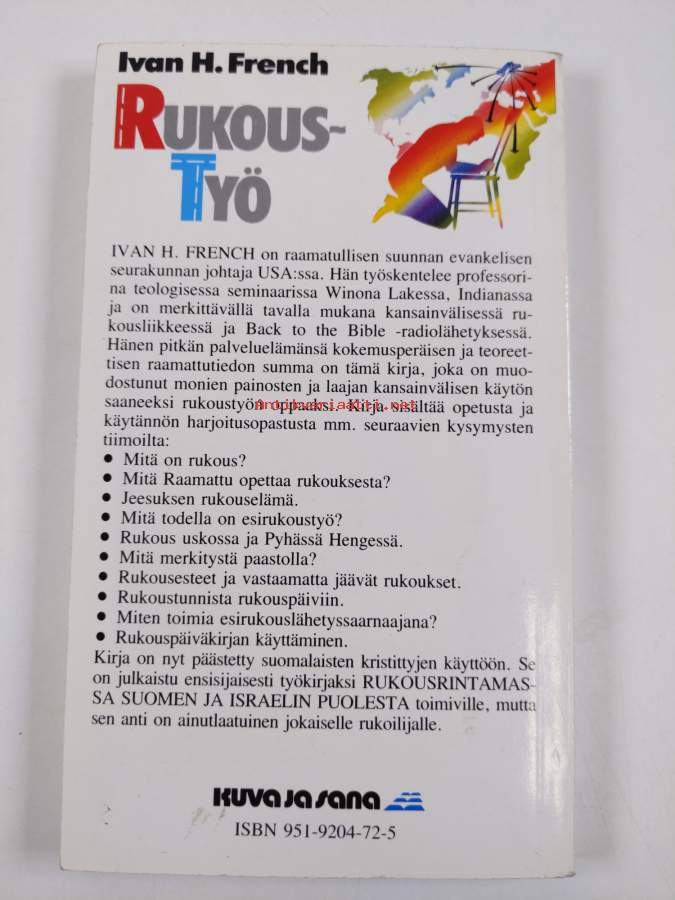 Ivan H. French
RUKOUS-
TYÖ
IVAN H. FRENCH on raamatullisen suunnan evankelisen
seurakunnan johtaja USA:ssa. Hän työskentelee professori-
na teologisessa seminaarissa Winona Lakessa, Indianassa
ja on merkittävällä tavalla mukana kansainvälisessä ru-
kousliikkeessä ja Back to the Bible -radiolähetyksessä.
Hänen pitkän palveluelämänsä kokemusperäisen ja teoreet-
tisen raamattutiedon summa on tämä kirja, joka on muo-
dostunut monien painosten ja laajan kansainvälisen käytön
saaneeksi rukoustyön oppaaksi. Kirja sisältää opetusta ja
Antikvariaatti.net
käytännön harjoitusopastusta mm. seuraavien kysymysten
tiimoilta:
• Mitä on rukous?
• Mitä Raamattu opettaa rukouksesta?
• Jeesuksen rukouselämä.
• Mitä todella on esirukoustyö?
• Rukous uskossa ja Pyhässä Hengessä.
• Mitä merkitystä paastolla?
• Rukousesteet ja vastaamatta jäävät rukoukset.
• Rukoustunnista rukouspäiviin.
• Miten toimia esirukouslähetyssaarnaajana?
• Rukouspäiväkirjan käyttäminen.
Kirja on nyt päästetty suomalaisten kristittyjen käyttöön. Se
on julkaistu ensisijaisesti työkirjaksi RUKOUSRINTAMAS-
SA SUOMEN JA ISRAELIN PUOLESTA toimiville, mutta
sen anti on ainutlaatuinen jokaiselle rukoilijalle.
KUVA JA SANA
ISBN 951-9204-72-5